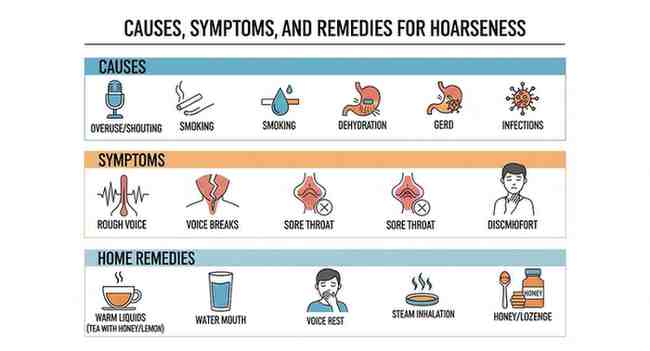 CAUSES, SYMPTOMS, AND REMEDIES FOR HOARSENESS
CAUSES
OVERUSE/SHOUTING
SMOKING
SMOKING
DEHYDRATION
GERD
INFECTIONS
SYMPTOMS
ROUGH VOICE
VOICE BREAKS
SORE THROAT
SORE THROAT
DISCMHOFORT
HOME REMEDIES
WARM LIQUIOS
(TEA WITH HONEY/LEMON)
WATER MOUTH
VOICE REST
STEAM INHALATION
HONEY
HONEY/LOZENGE